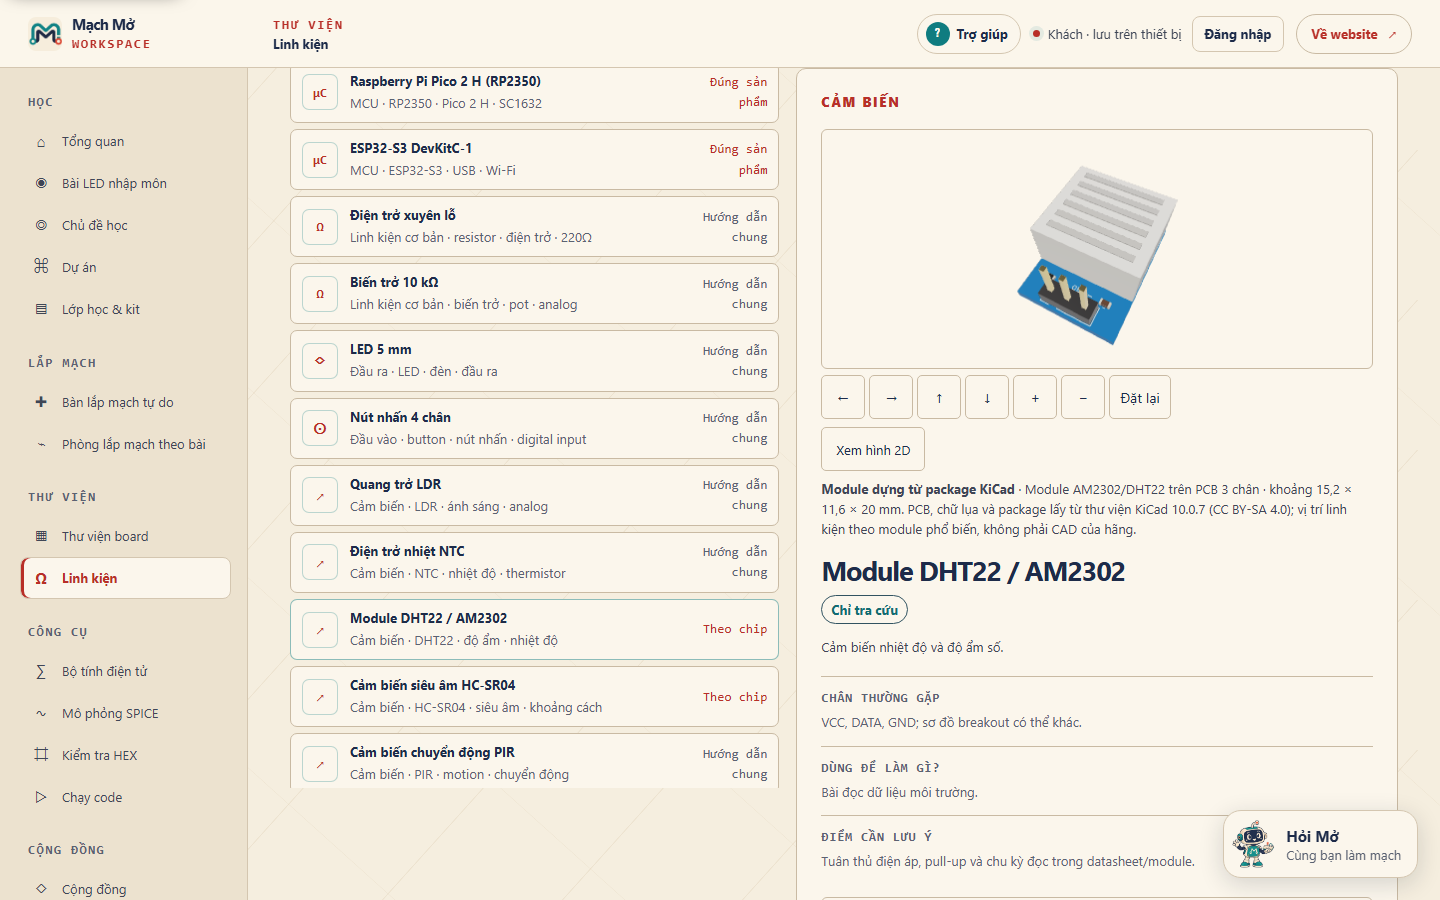 Mạch Mở
WORKSPACE
THƯ VIỆN
Linh kiện
? Trợ giúp
Khách · lưu trên thiết bị
Đăng nhập
Về website ↗
HỌC
Tổng quan
Bài LED nhập môn
Chủ đề học
Dự án
Lớp học & kit
LẮP MẠCH
Bàn lắp mạch tự do
Phòng lắp mạch theo bài
THƯ VIỆN
Thư viện board
Ω Linh kiện
CÔNG CỤ
∑ Bộ tính điện tử
Mô phỏng SPICE
Kiểm tra HEX
Chạy code
CỘNG ĐỒNG
Cộng đồng
µC
Raspberry Pi Pico 2 H (RP2350)
MCU · RP2350 · Pico 2 H · SC1632
Đúng sản
phẩm
µC
ESP32-S3 DevKitC-1
MCU · ESP32-S3 · USB · Wi-Fi
Đúng sản
phẩm
Ω
Điện trở xuyên lỗ
Linh kiện cơ bản · resistor · điện trở · 220Ω
Hướng dẫn
chung
Ω
Biến trở 10 kΩ
Linh kiện cơ bản · biến trở · pot · analog
Hướng dẫn
chung
LED 5 mm
Đầu ra · LED · đèn · đầu ra
Hướng dẫn
chung
Nút nhấn 4 chân
Đầu vào · button · nút nhấn · digital input
Hướng dẫn
chung
↗
Quang trở LDR
Cảm biến · LDR · ánh sáng · analog
Hướng dẫn
chung
↗
Điện trở nhiệt NTC
Cảm biến · NTC · nhiệt độ · thermistor
Hướng dẫn
chung
↗
Module DHT22 / AM2302
Cảm biến · DHT22 · độ ẩm · nhiệt độ
Theo chip
↗
Cảm biến siêu âm HC-SR04
Cảm biến · HC-SR04 · siêu âm · khoảng cách
Theo chip
↗
Cảm biến chuyển động PIR
Cảm biến · PIR · motion · chuyển động
Hướng dẫn
chung
CẢM BIẾN
← → ↑ ↓ + − Đặt lại
Xem hình 2D
Module dựng từ package KiCad · Module AM2302/DHT22 trên PCB 3 chân · khoảng 15,2 ×
11,6 × 20 mm. PCB, chữ lụa và package lấy từ thư viện KiCad 10.0.7 (CC BY-SA 4.0); vị trí linh
kiện theo module phổ biến, không phải CAD của hãng.
Module DHT22 / AM2302
Chỉ tra cứu
Cảm biến nhiệt độ và độ ẩm số.
CHÂN THƯỜNG GẶP
VCC, DATA, GND; sơ đồ breakout có thể khác.
DÙNG ĐỂ LÀM GÌ?
Bài đọc dữ liệu môi trường.
ĐIỂM CẦN LƯU Ý
Tuân thủ điện áp, pull-up và chu kỳ đọc trong datasheet/module.
Hỏi Mở
Cùng bạn làm mạch